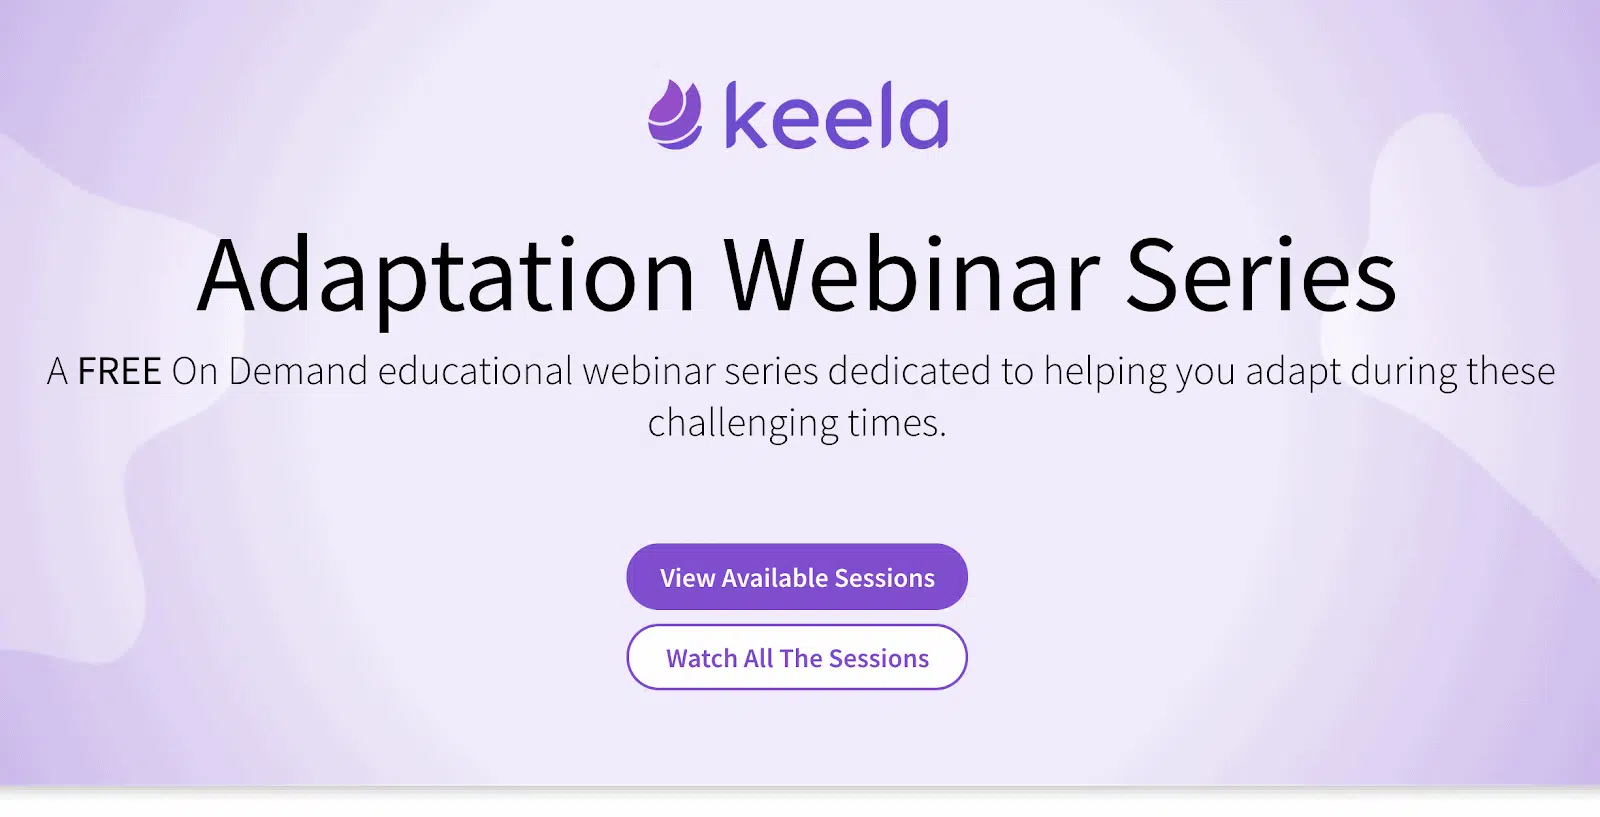 keela
Adaptation Webinar Series
A FREE On Demand educational webinar series dedicated to helping you adapt during these
challenging times.
View Available Sessions
Watch All The Sessions